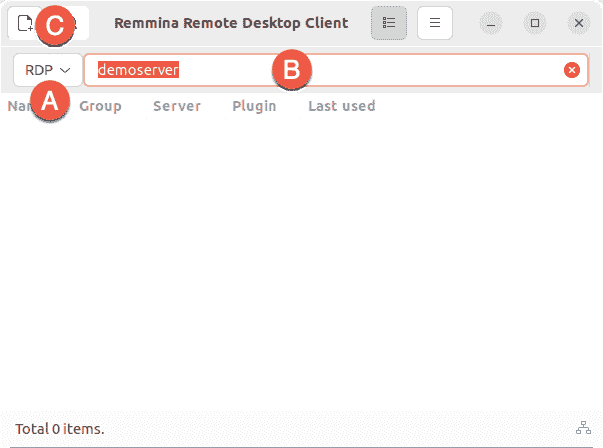 C
Remmina Remote Desktop Client
RDP
demoserver
B
A
Group
Server
Plugin
Last used
Total 0 items.